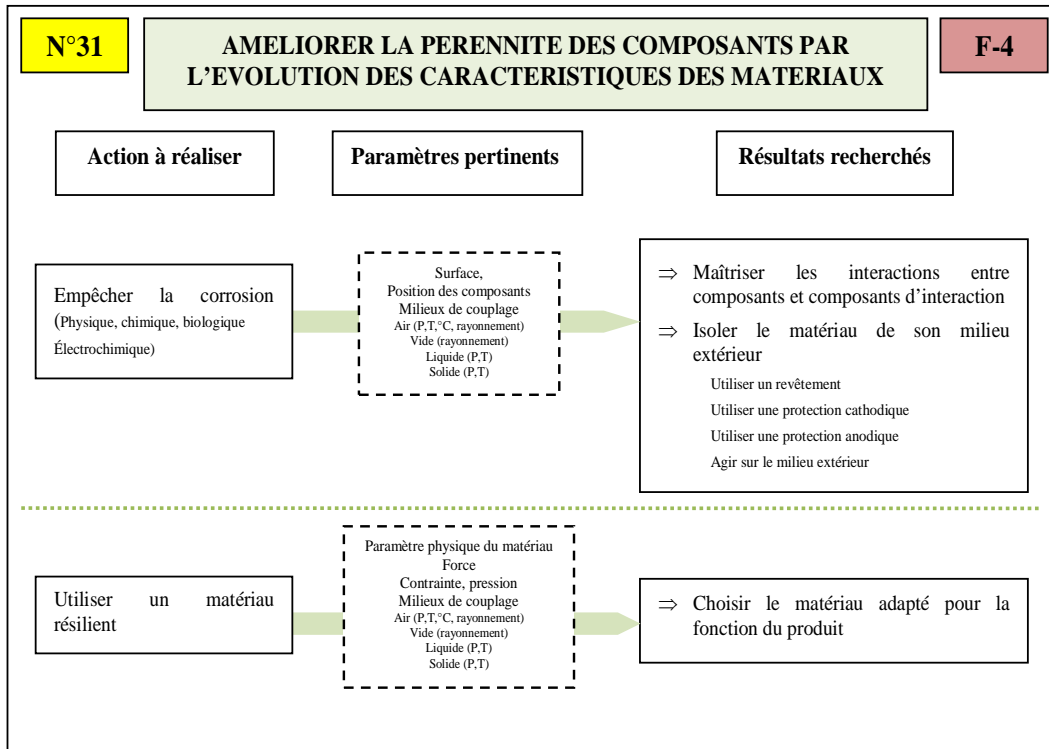 N°31
AMELIORER LA PERENNITE DES COMPOSANTS PAR
L'EVOLUTION DES CARACTERISTIQUES DES MATERIAUX
F-4
Action à réaliser
Paramètres pertinents
Résultats recherchés
Empêcher la corrosion
(Physique, chimique, biologique
Électrochimique)
Surface,
Position des composants
Milieux de couplage
Air (P,T,°C, rayonnement)
Vide (rayonnement)
Liquide (P,T)
Solide (P,T)
⇒ Maîtriser les interactions entre
composants et composants d'interaction
⇒ Isoler le matériau de son milieu
extérieur
Utiliser un revêtement
Utiliser une protection cathodique
Utiliser une protection anodique
Agir sur le milieu extérieur
Utiliser un matériau
résilient
Paramètre physique du matériau
Force
Contrainte, pression
Milieux de couplage
Air (P,T,°C, rayonnement)
Vide (rayonnement)
Liquide (P,T)
Solide (P,T)
⇒ Choisir le matériau adapté pour la
fonction du produit